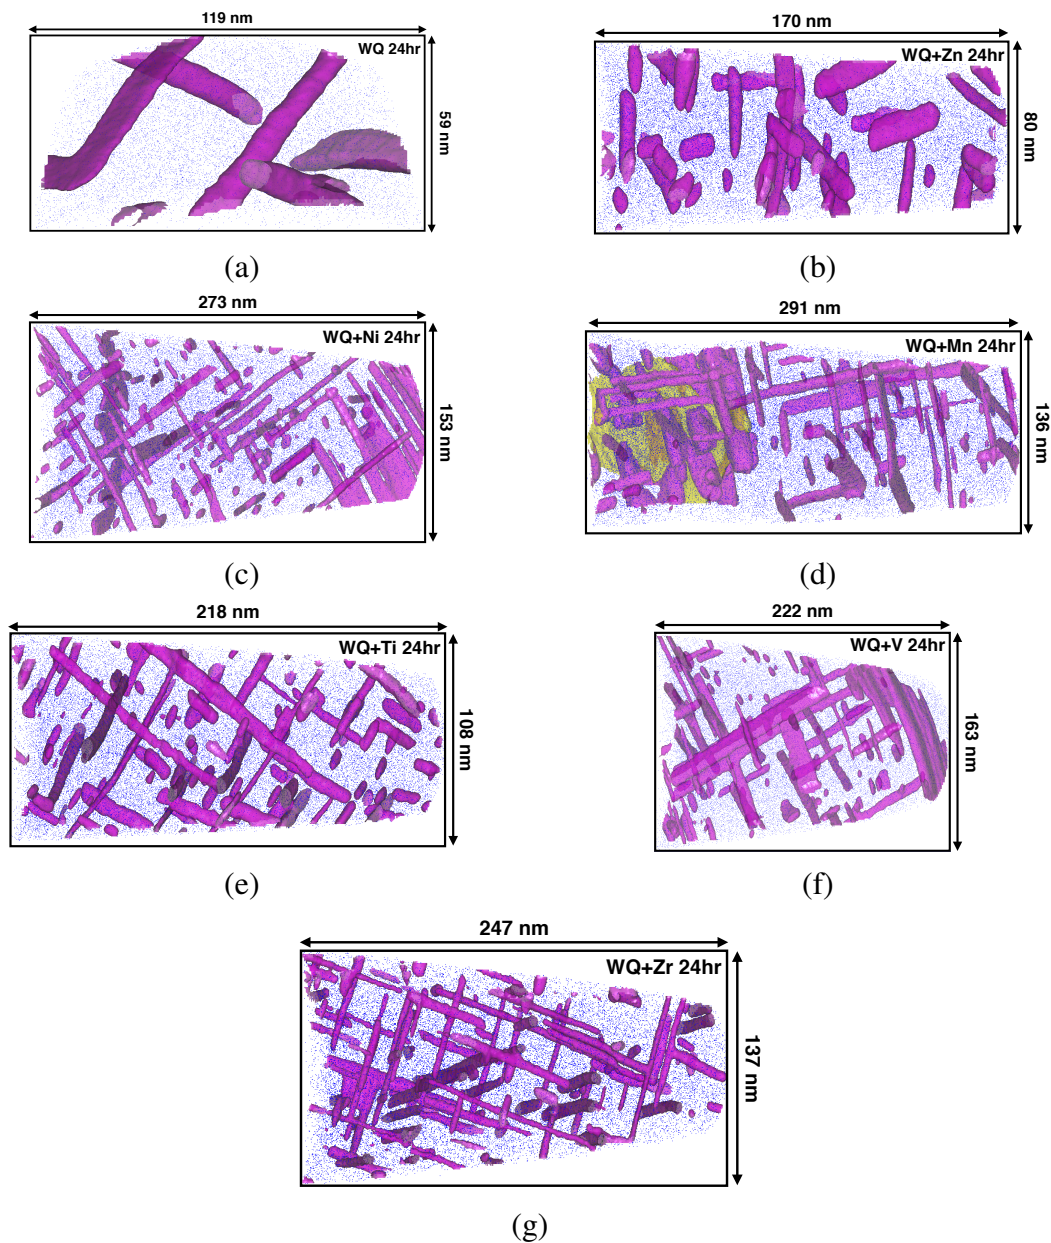 119 nm
WQ 24hr
59 nm
(a)
170 nm
WQ+Zn 24hr
80 nm
(b)
273 nm
WQ+Ni 24hr
153 nm
(c)
291 nm
WQ+Mn 24hr
136 nm
(d)
218 nm
WQ+Ti 24hr
108 nm
(e)
222 nm
WQ+V 24hr
163 nm
(f)
247 nm
WQ+Zr 24hr
137 nm
(g)